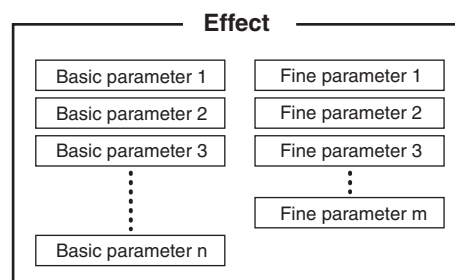 Effect
Basic parameter 1
Basic parameter 2
Basic parameter 3
Basic parameter n
Fine parameter 1
Fine parameter 2
Fine parameter 3
Fine parameter m